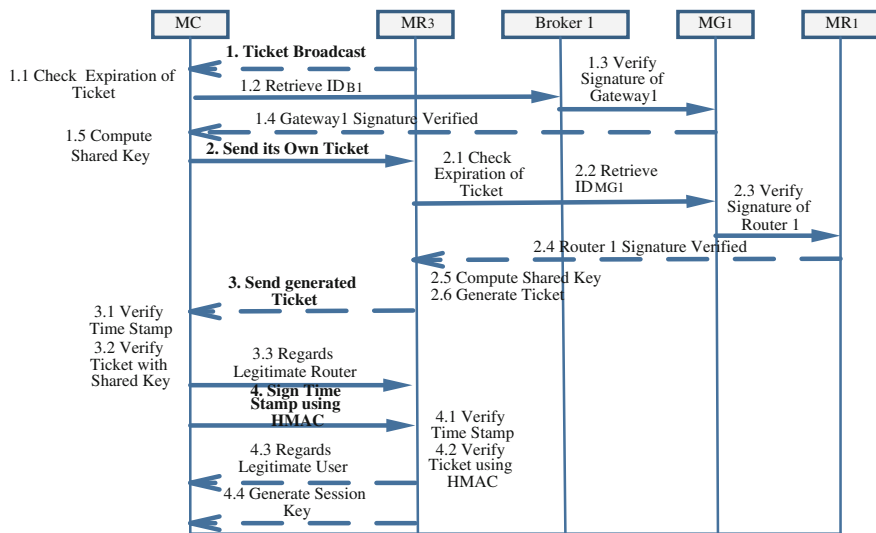 MC
MR3
Broker 1
MG1
MR1
1. Ticket Broadcast
1.1 Check Expiration of
Ticket
1.2 Retrieve IDB1
1.3 Verify
Signature of
Gateway1
1.4 Gateway1 Signature Verified
1.5 Compute
Shared Key
2. Send its Own Ticket
2.1 Check
Expiration of
Ticket
2.2 Retrieve
IDMG1
2.3 Verify
Signature of
Router 1
2.4 Router 1 Signature Verified
2.5 Compute Shared Key
2.6 Generate Ticket
3. Send generated
Ticket
3.1 Verify
Time Stamp
3.2 Verify
Ticket with
Shared Key
3.3 Regards
Legitimate Router
4. Sign Time
Stamp using
HMAC
4.1 Verify
Time Stamp
4.2 Verify
Ticket using
HMAC
4.3 Regards
Legitimate User
4.4 Generate Session
Key